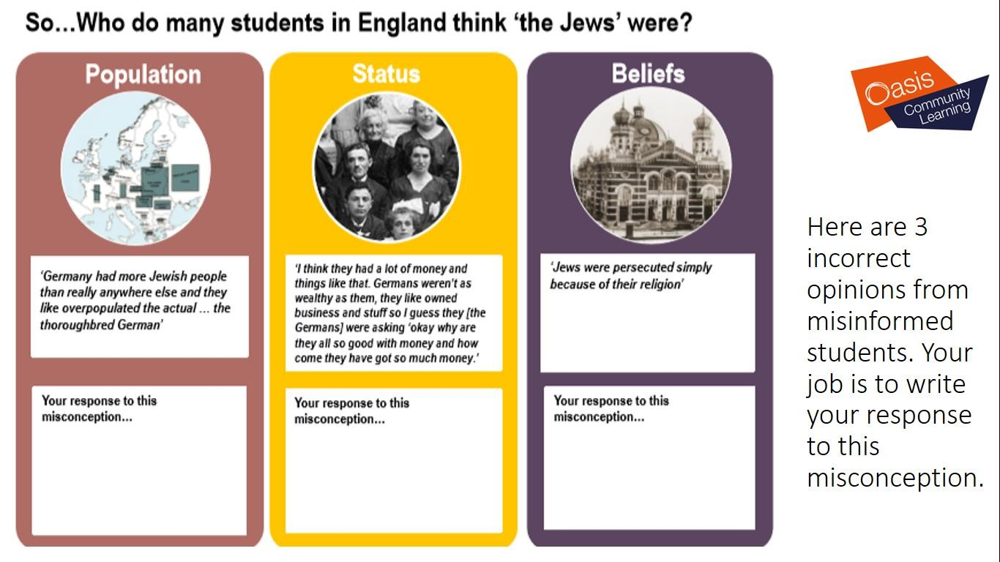 So...Who do many students in England think ‘the Jews’ were?
Population
‘Germany had more Jewish people
than really anywhere else and they
like overpopulated the actual ... the
thoroughbred German’
Your response to this
misconception...
Status
‘I think they had a lot of money and
things like that. Germans weren’t as
wealthy as them, they like owned
business and stuff so I guess they [the
Germans] were asking ‘okay why are
they all so good with money and how
come they have got so much money.’
Your response to this
misconception...
Beliefs
‘Jews were persecuted simply
because of their religion’
Your response to this
misconception...
Oasis
Community
Learning
Here are 3
incorrect
opinions from
misinformed
students. Your
job is to write
your response
to this
misconception.